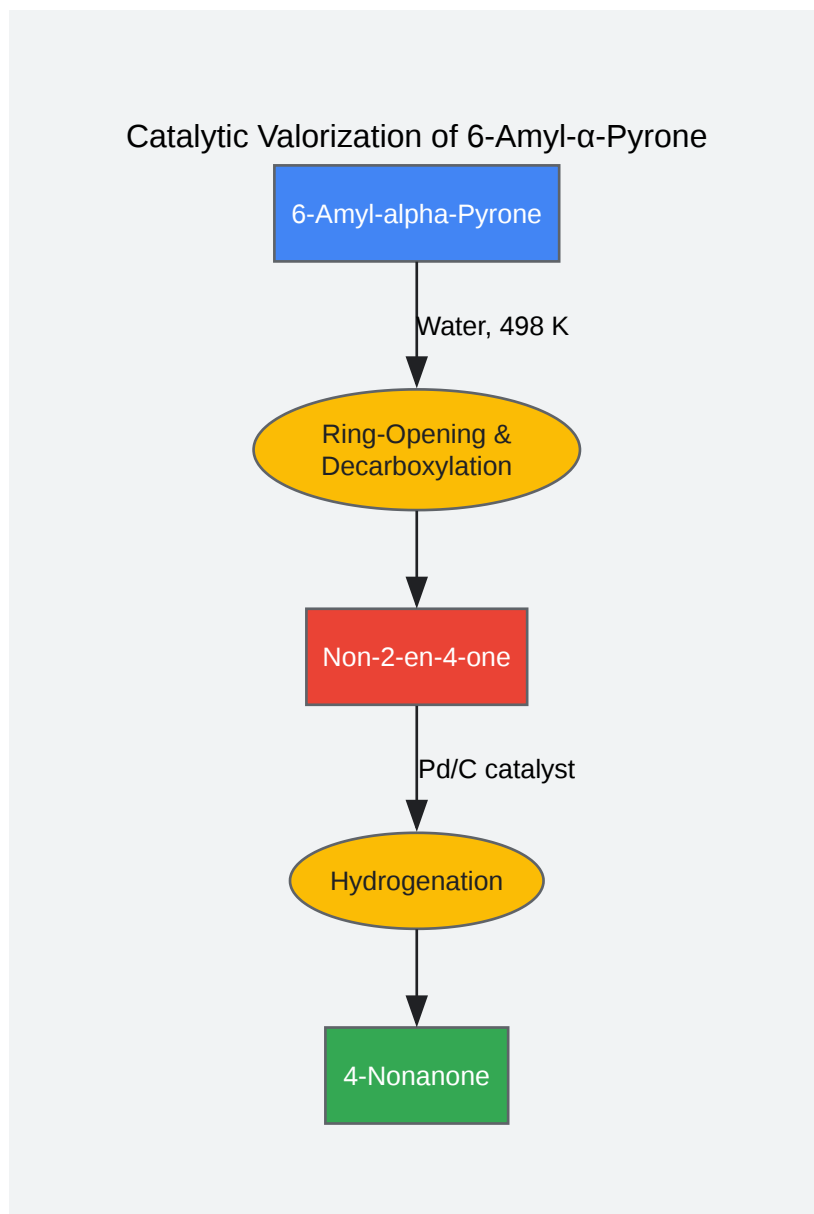 Catalytic Valorization of 6-Amyl-α-Pyrone
6-Amyl-alpha-Pyrone
Water, 498 K
Ring-Opening &
Decarboxylation
Non-2-en-4-one
Pd/C catalyst
Hydrogenation
4-Nonanone